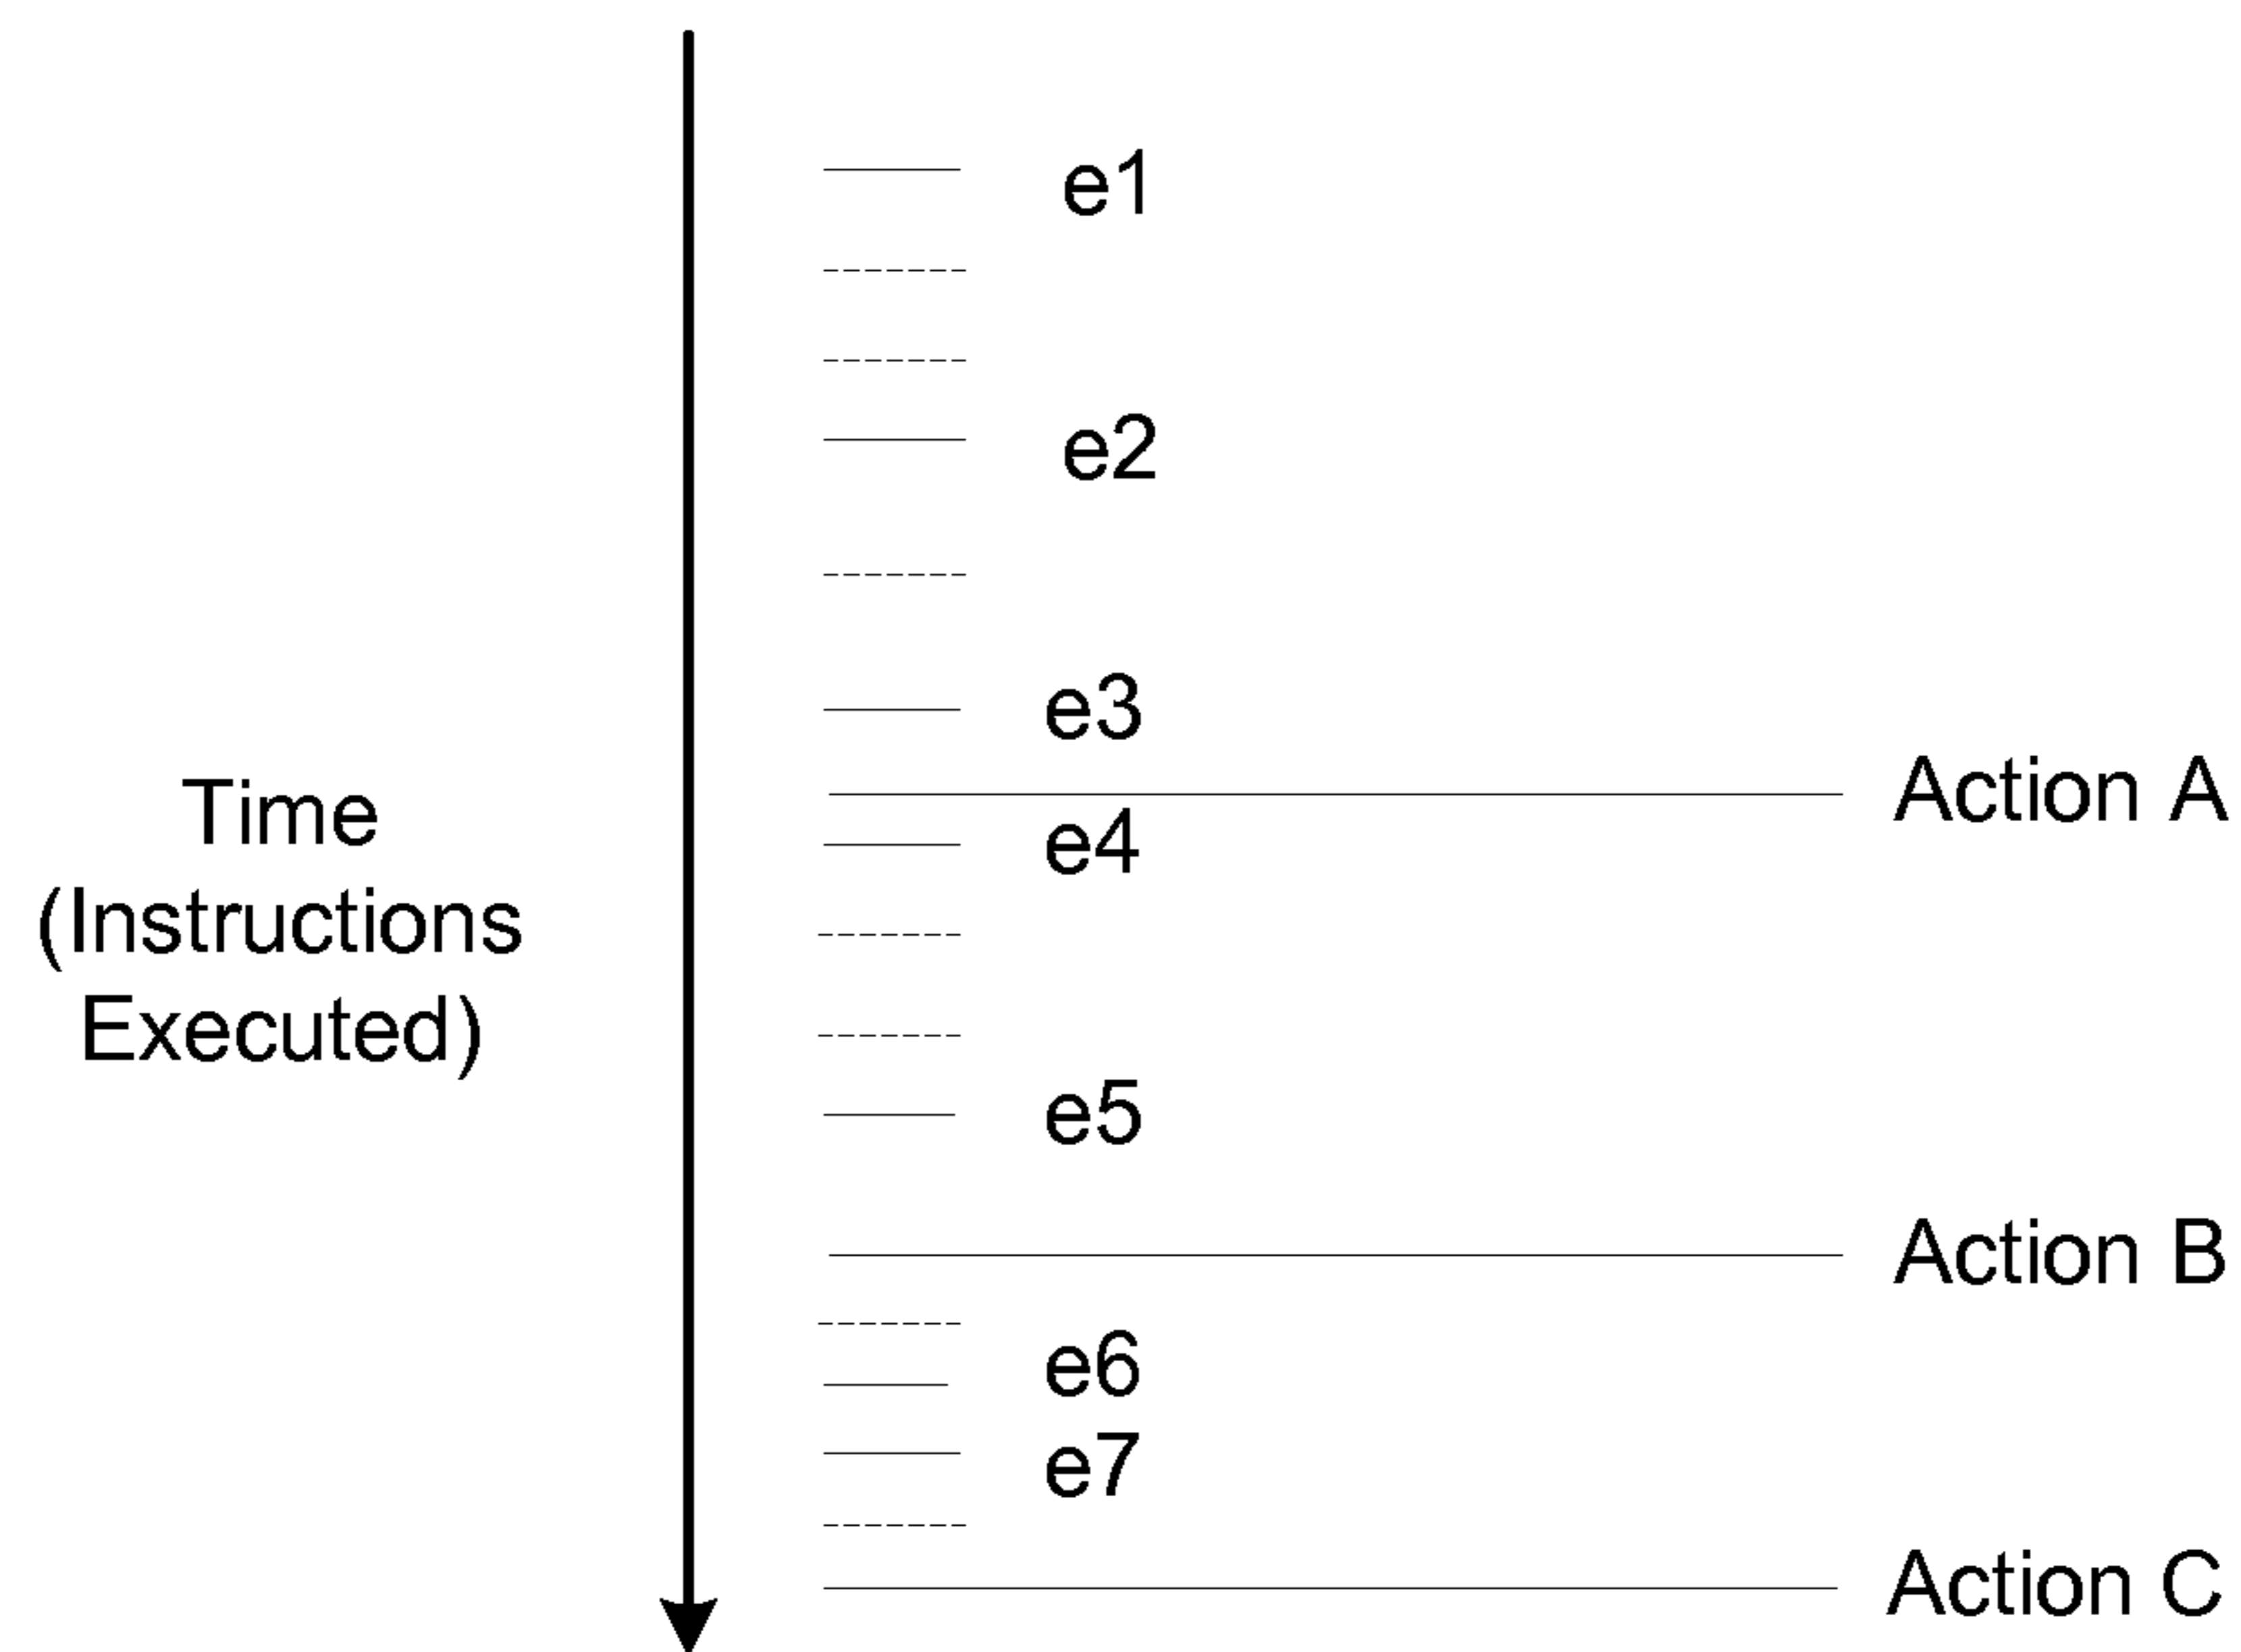 e1
e2
e3
Action A
e4
Time
(Instructions
Executed)
e5
Action B
e6
e7
Action C